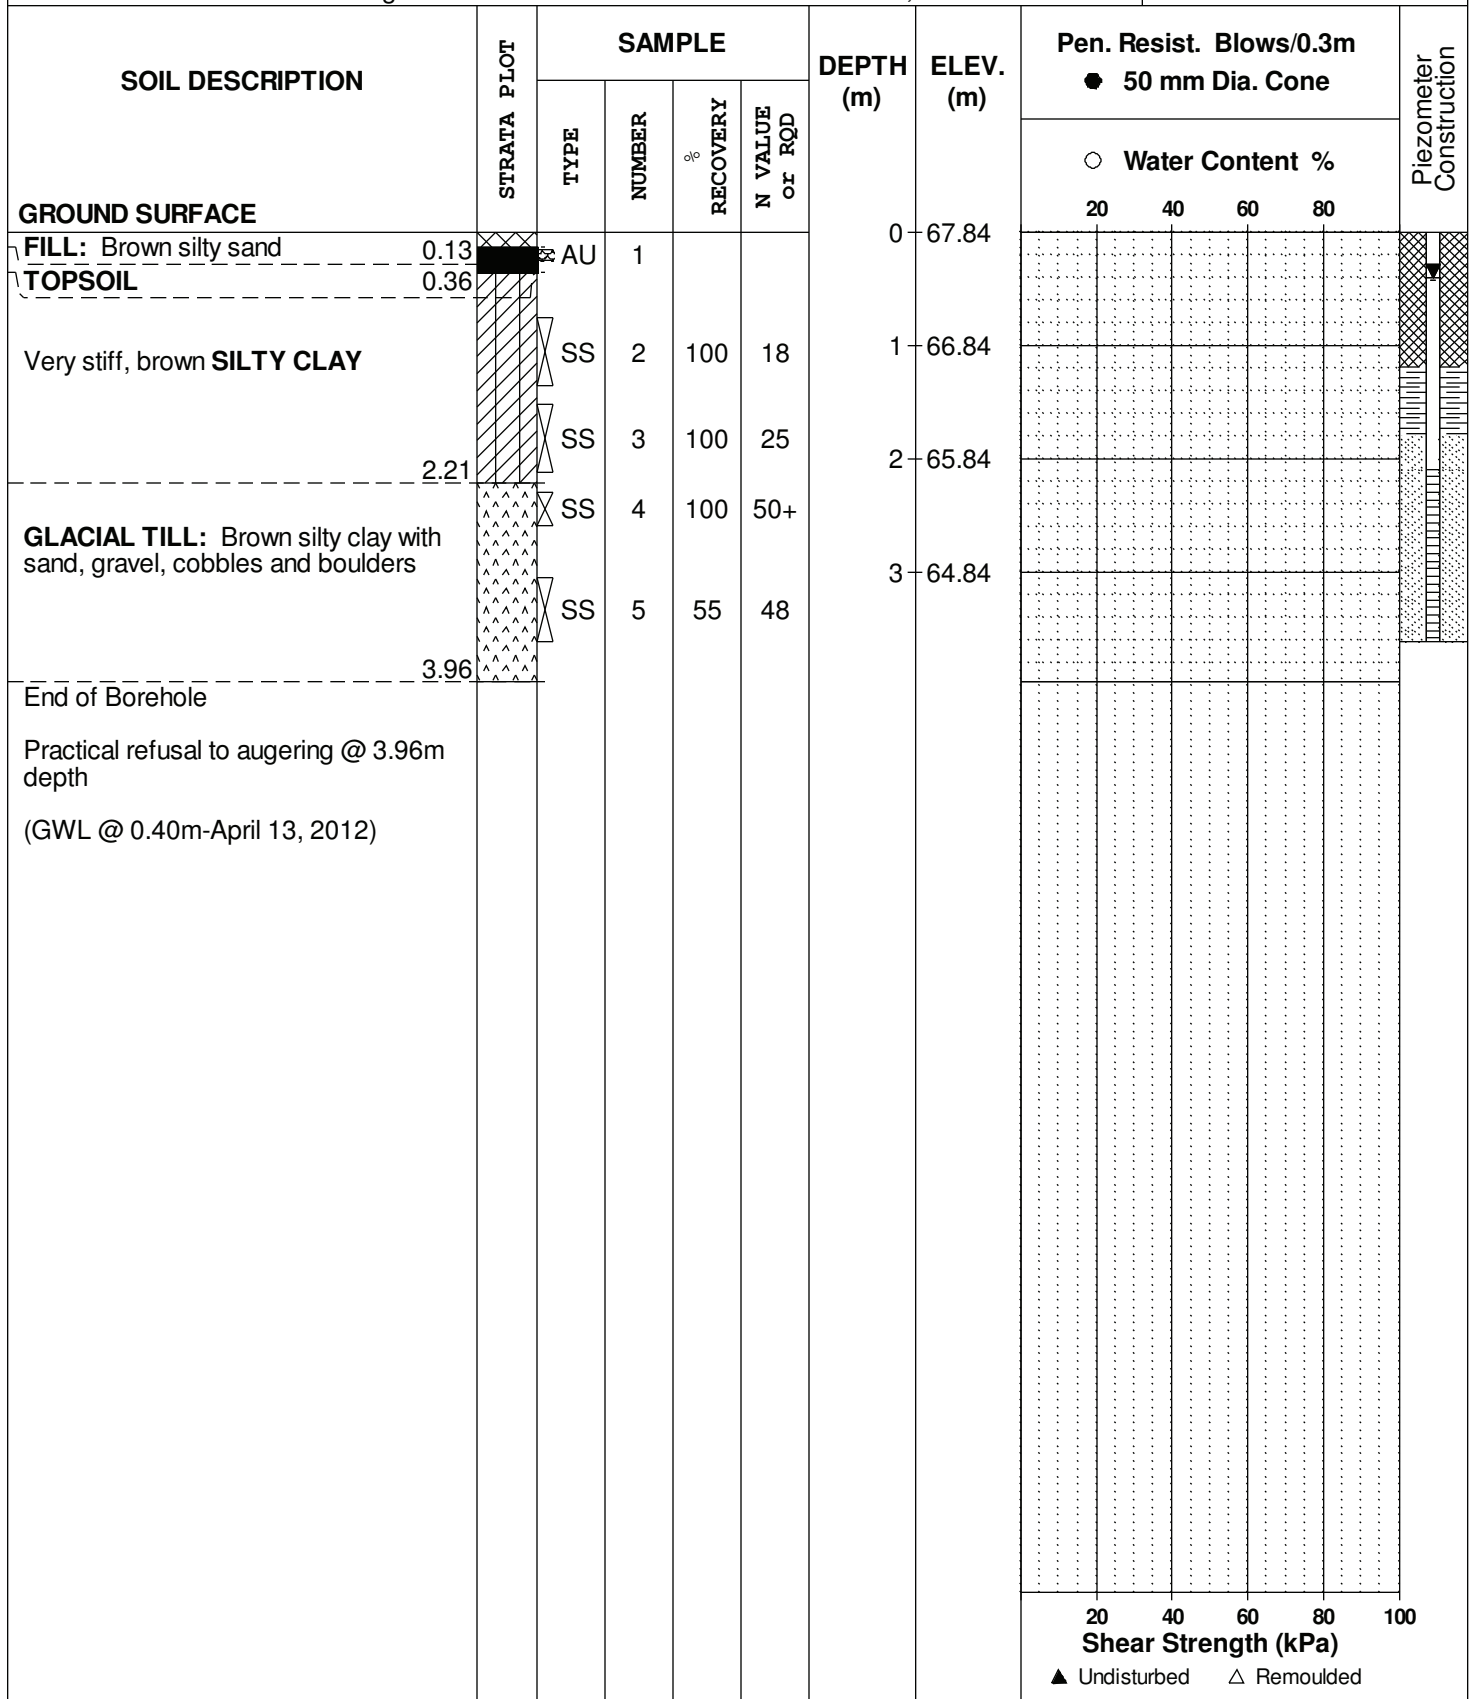 SOIL DESCRIPTION
GROUND SURFACE
STRATA PLOT
SAMPLE
TYPE
NUMBER
% RECOVERY
N VALUE or RQD
DEPTH (m)
ELEV. (m)
Pen. Resist. Blows/0.3m
● 50 mm Dia. Cone
○ Water Content %
20 40 60 80
Piezometer Construction
0 67.84
FILL: Brown silty sand 0.13
AU 1
TOPSOIL 0.36
Very stiff, brown SILTY CLAY
SS 2 100 18
1 66.84
SS 3 100 25
2 65.84
2.21
SS 4 100 50+
GLACIAL TILL: Brown silty clay with
sand, gravel, cobbles and boulders
3 64.84
SS 5 55 48
3.96
End of Borehole
Practical refusal to augering @ 3.96m
depth
(GWL @ 0.40m-April 13, 2012)
20 40 60 80 100
Shear Strength (kPa)
▲ Undisturbed △ Remoulded